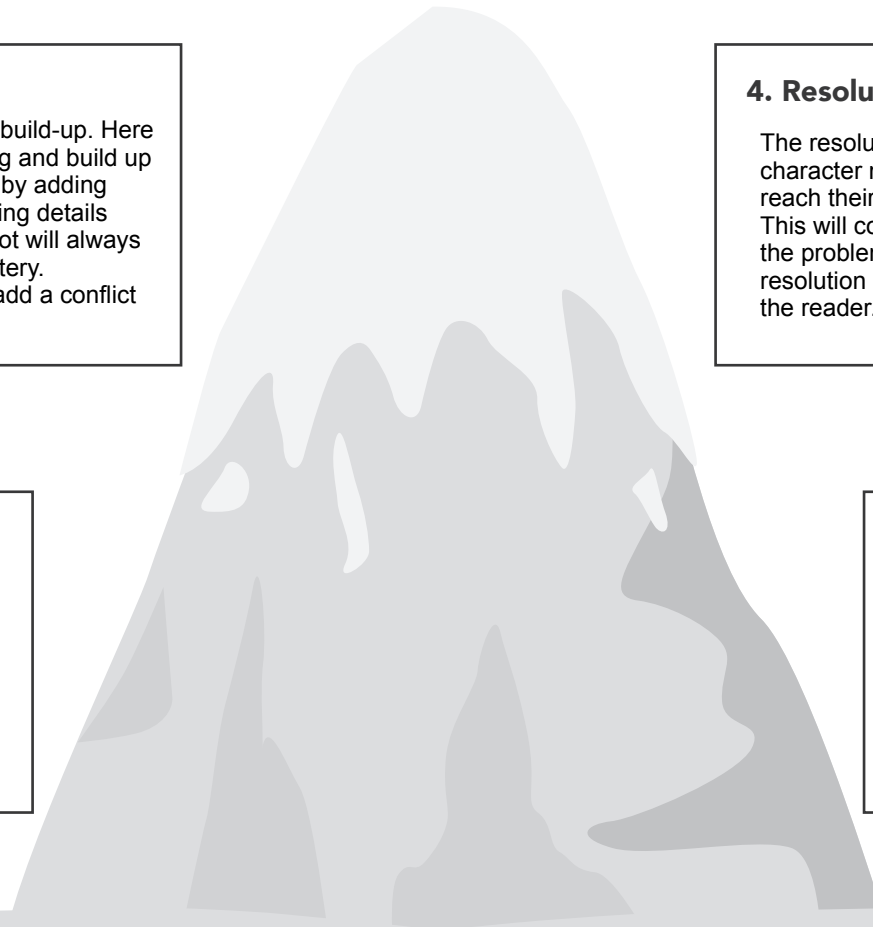 build-up. Here
g and build up
by adding
ing details
ot will always
tery.
add a conflict
4. Resolu
The resolu
character
reach their
This will co
the probler
resolution
the reader.